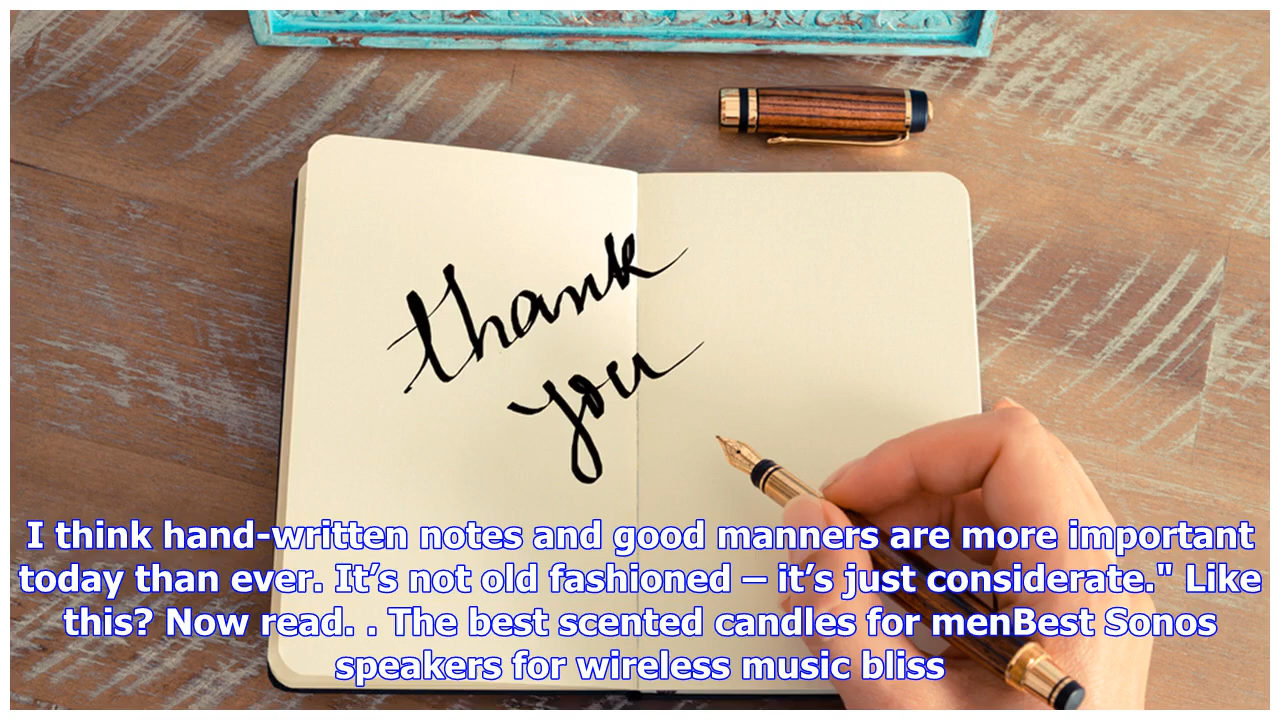 thank
you
I think hand-written notes and good manners are more important
today than ever. It’s not old fashioned – it’s just considerate." Like
this? Now read. . The best scented candles for menBest Sonos
speakers for wireless music bliss